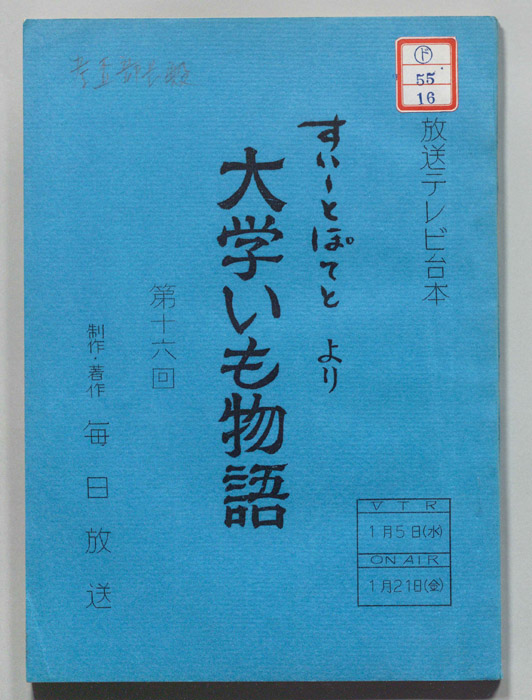 ド
55
16
放送テレビ台本
すいーとぽてと より
大学いも物語
第十六回
制作・著作 毎日放送
VTR
1月5日(水)
ON AIR
1月21日(金)